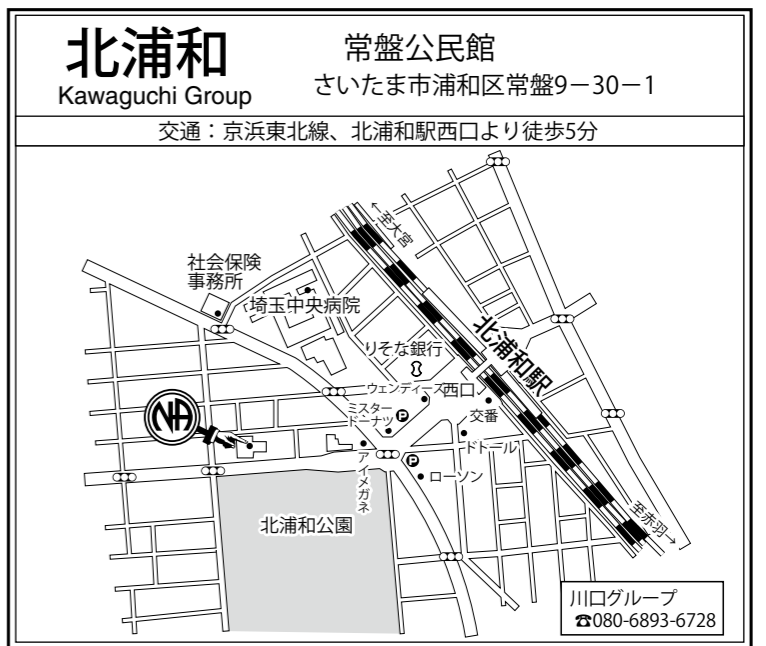 北浦和
Kawaguchi Group
常盤公民館
さいたま市浦和区常盤9－30－1
交通：京浜東北線、北浦和駅西口より徒歩5分
←至大宮
社会保険
事務所
埼玉中央病院
りそな銀行
北浦和駅
ウェンディーズ
西口
ミスター
ドーナツ
P
交番
NA
ドトール
アイメガネ
P
ローソン
至赤羽→
北浦和公園
川口グループ
☎080-6893-6728